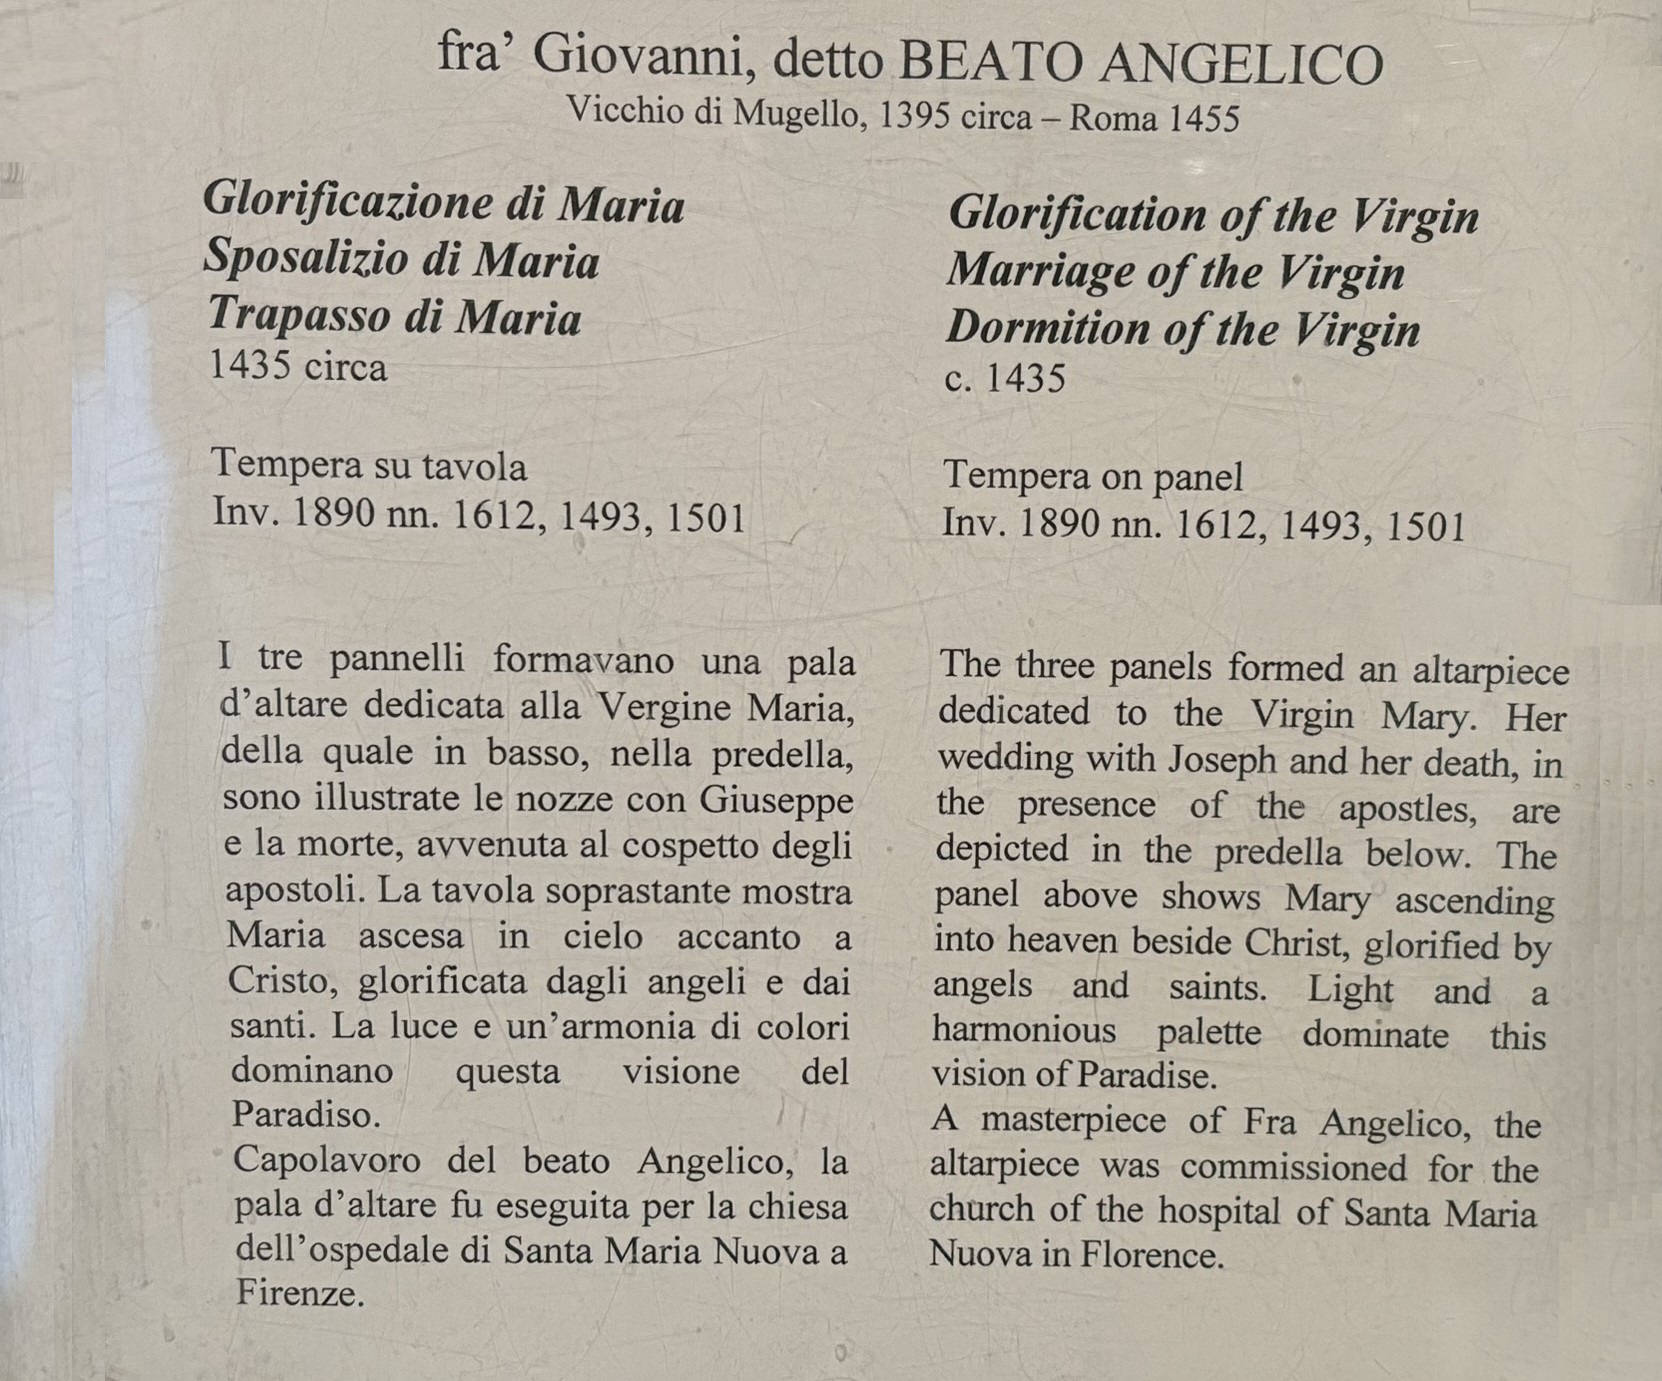 fra’ Giovanni, detto BEATO ANGELICO
Vicchio di Mugello, 1395 circa – Roma 1455
Glorificazione di Maria
Sposalizio di Maria
Trapasso di Maria
1435 circa
Tempera su tavola
Inv. 1890 nn. 1612, 1493, 1501
I tre pannelli formavano una pala
d’altare dedicata alla Vergine Maria,
della quale in basso, nella predella,
sono illustrate le nozze con Giuseppe
e la morte, avvenuta al cospetto degli
apostoli. La tavola soprastante mostra
Maria ascesa in cielo accanto a
Cristo, glorificata dagli angeli e dai
santi. La luce e un’armonia di colori
dominano questa visione del
Paradiso.
Capolavoro del beato Angelico, la
pala d’altare fu eseguita per la chiesa
dell’ospedale di Santa Maria Nuova a
Firenze.
Glorification of the Virgin
Marriage of the Virgin
Dormition of the Virgin
c. 1435
Tempera on panel
Inv. 1890 nn. 1612, 1493, 1501
The three panels formed an altarpiece
dedicated to the Virgin Mary. Her
wedding with Joseph and her death, in
the presence of the apostles, are
depicted in the predella below. The
panel above shows Mary ascending
into heaven beside Christ, glorified by
angels and saints. Light and a
harmonious palette dominate this
vision of Paradise.
A masterpiece of Fra Angelico, the
altarpiece was commissioned for the
church of the hospital of Santa Maria
Nuova in Florence.